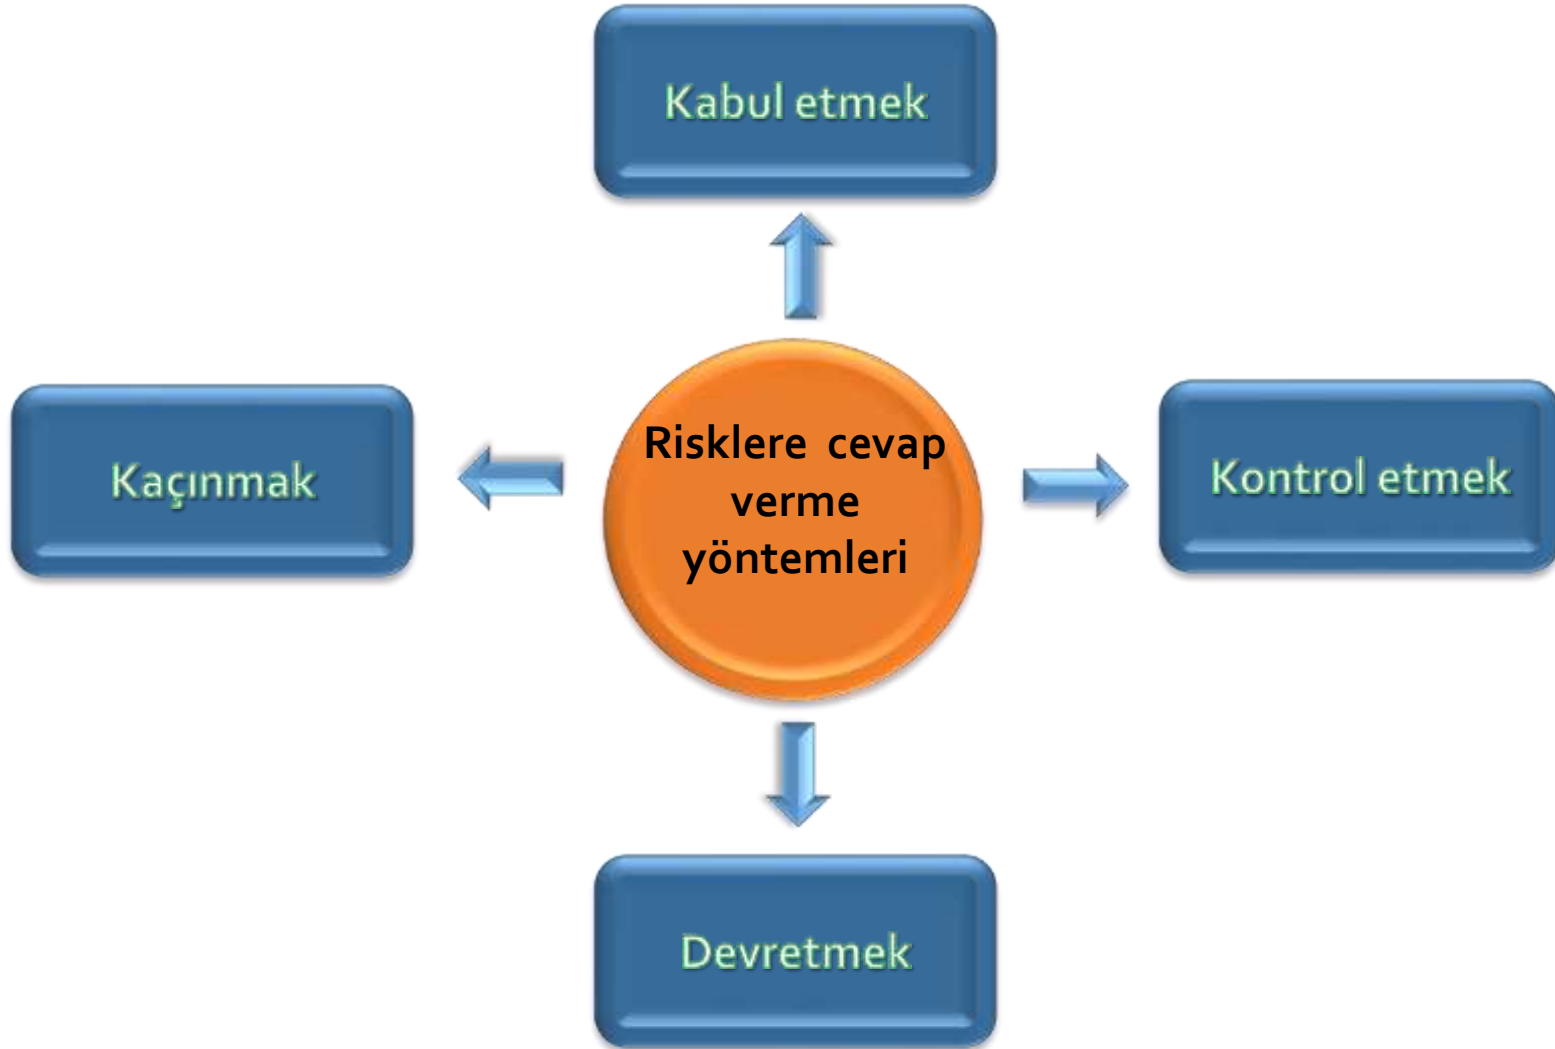 Kabul etmek
Kaçınmak
Risklere cevap
verme
yöntemleri
Kontrol etmek
Devretmek